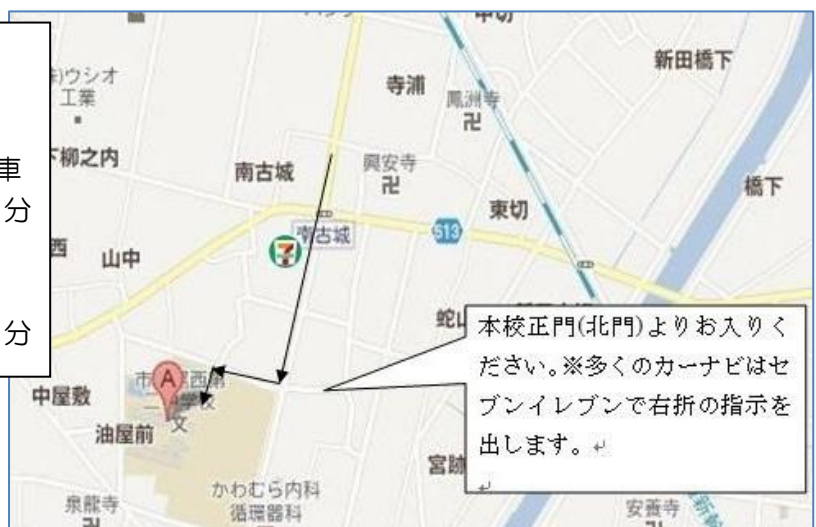 新田橋下
ウシオ
工業
寺浦
鳳洲寺
柳之内
車
分
南古城
興安寺
橋下
東切
513
南古城
7
山中
西
分
蛇山
本校正門(北門)よりお入りく
ださい。※多くのカーナビはセ
ブンイレブンで右折の指示を
出します。
A
中屋敷
油屋前
宮跡
かわむら内科
循環器科
泉龍寺
安養寺